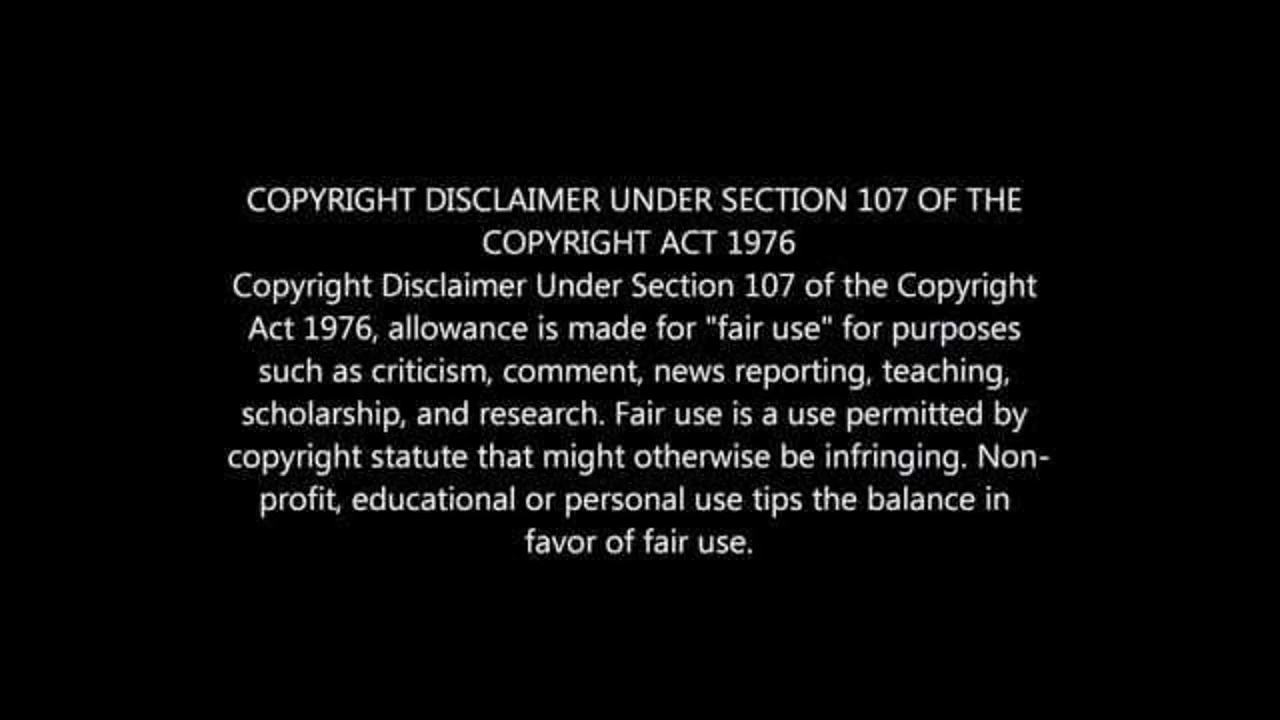 COPYRIGHT DISCLAIMER UNDER SECTION 107 OF THE
COPYRIGHT ACT 1976
Copyright Disclaimer Under Section 107 of the Copyright
Act 1976, allowance is made for "fair use" for purposes
such as criticism, comment, news reporting, teaching,
scholarship, and research. Fair use is a use permitted by
copyright statute that might otherwise be infringing. Non-
profit, educational or personal use tips the balance in
favor of fair use.